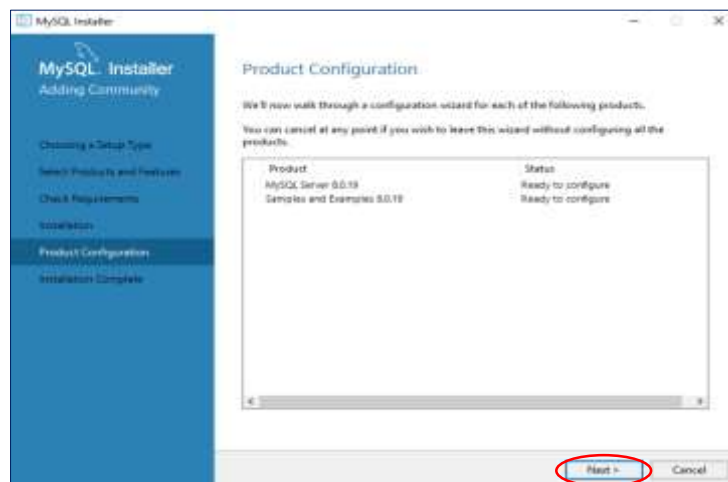 MySQL Installer
MySQL. Installer
Adding Community
Choosing a Setup Type
Select Products and Features
Check Requirements
Installation
Product Configuration
Installation Complete
Product Configuration
We'll now walk through a configuration wizard for each of the following products.
You can cancel at any point if you wish to leave this wizard without configuring all the
products.
Product Status
MySQL Server 8.0.19 Ready to configure
Samples and Examples 8.0.19 Ready to configure
Next >
Cancel